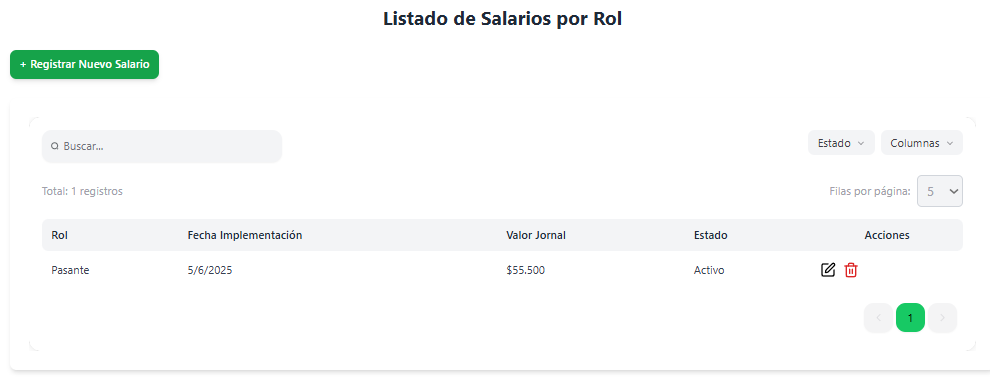 Listado de Salarios por Rol
+ Registrar Nuevo Salario
Buscar...
Estado
Columnas
Total: 1 registros
Filas por página: 5
Rol Fecha Implementación Valor Jornal Estado Acciones
Pasante 5/6/2025 $55.500 Activo
1